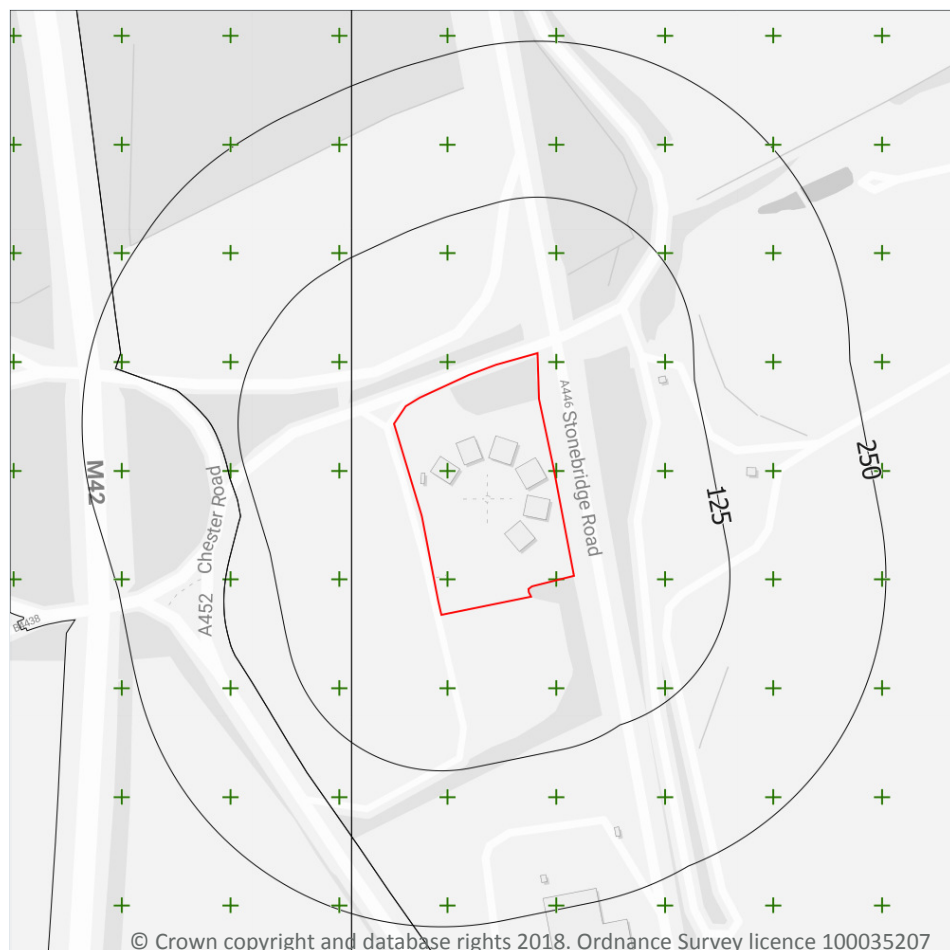 A446 Stonebridge Road
M42
A452 Chester Road
125
250
© Crown copyright and database rights 2018. Ordnance Survey licence 100035207